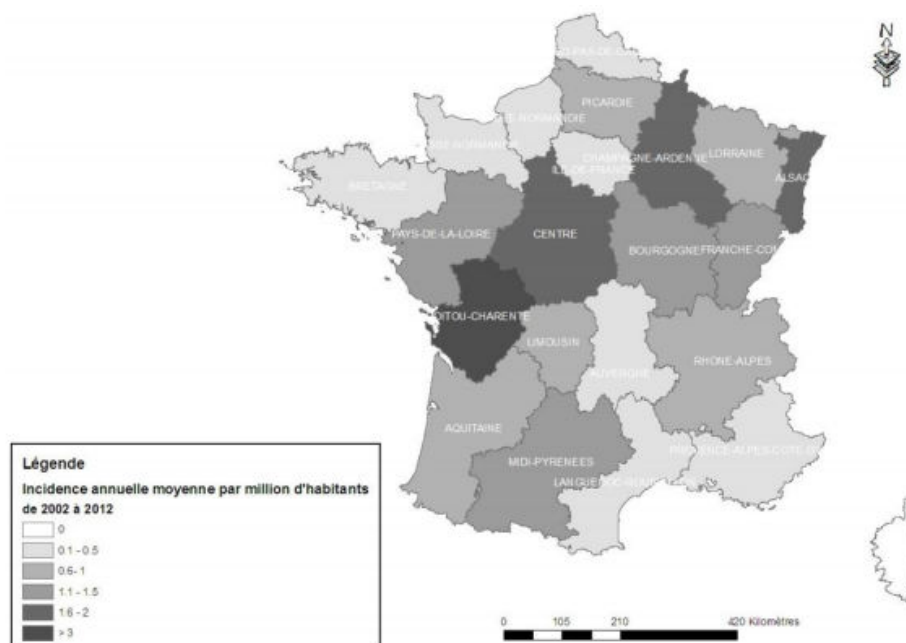 N
PICARDIE
CHAMPAGNE-ARDENNE
LORRAINE
ILE-DE-FRANCE
BRETAGNE
PAYS-DE-LA-LOIRE
CENTRE
BOURGOGNE
OITOU-CHARENTE
LIMOUSIN
AUVERGNE
RHONE-ALPES
AQUITAINE
MIDI-PYRENEES
Légende
Incidence annuelle moyenne par million d'habitants
de 2002 à 2012
0
0.1 - 0.5
0.6- 1
1.1 - 1.5
1.6 - 2
>3
0 105 210 420 Kilomètres